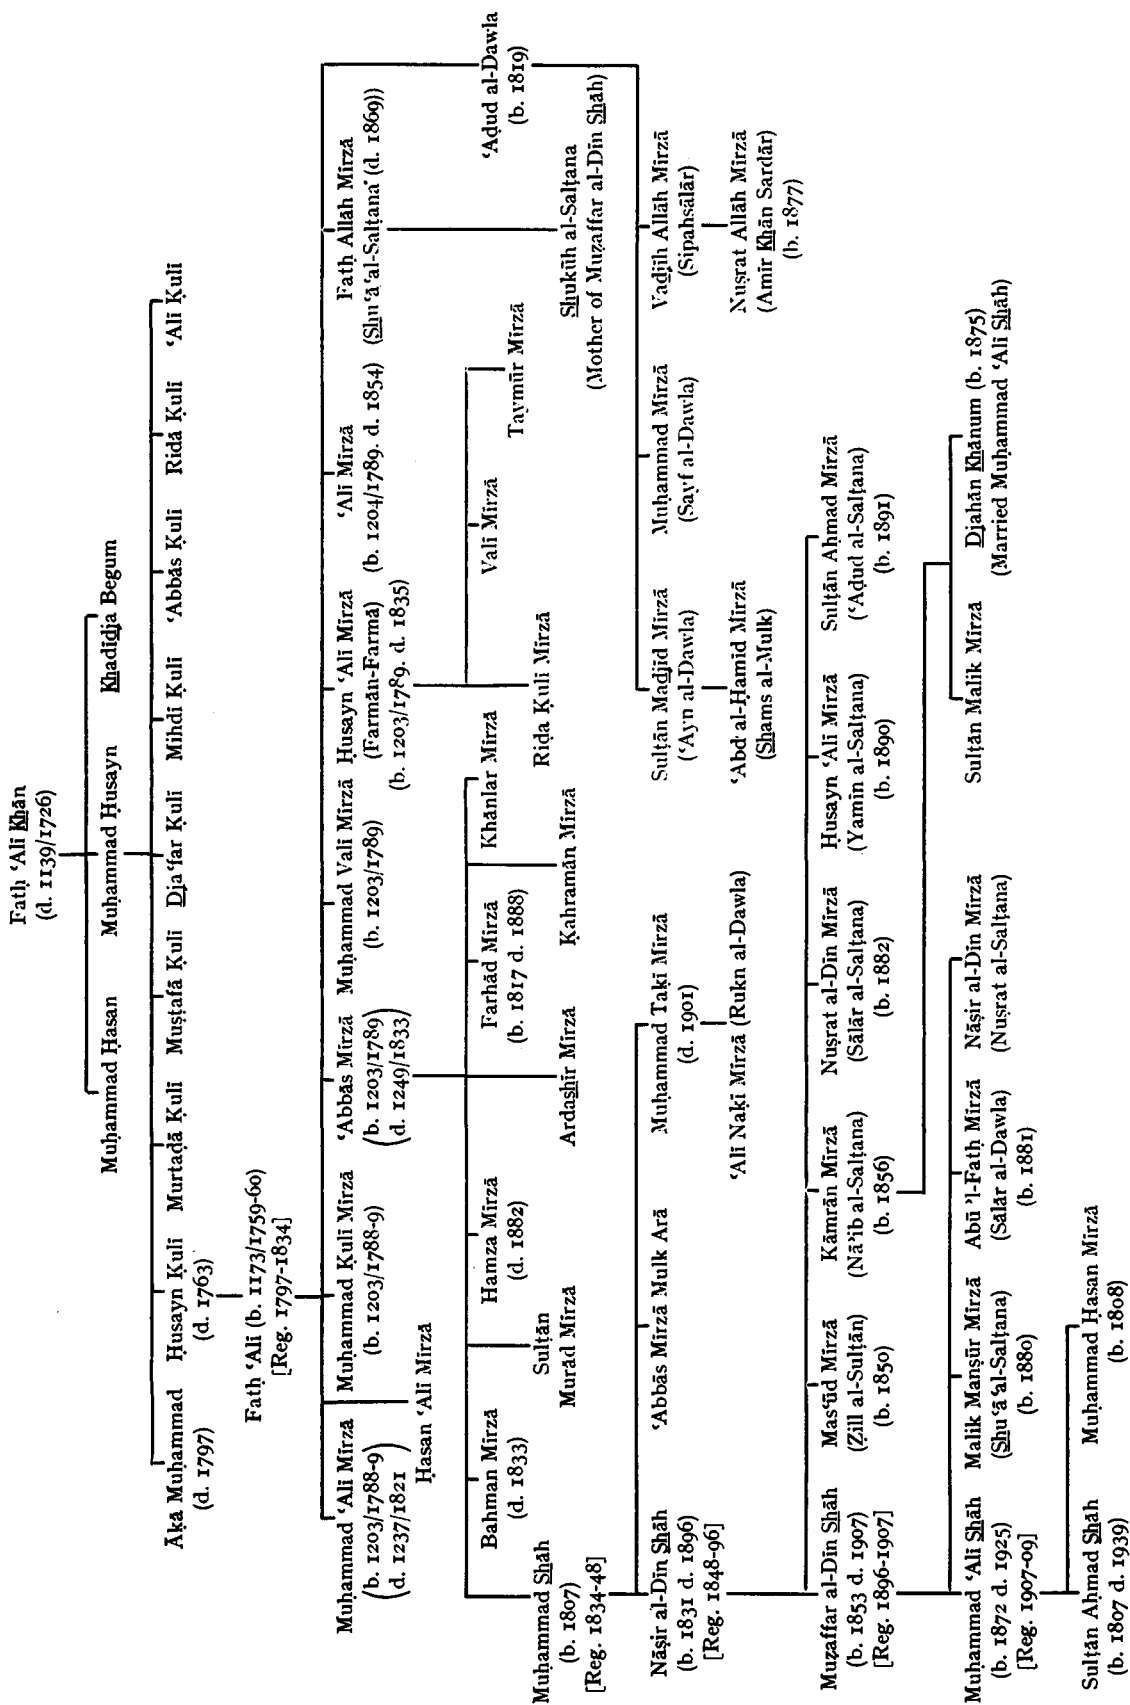 Fatḥ ʿAlī Khān
(d. 1139/1726)
Muḥammad Ḥasan
Muḥammad Ḥusayn
Khadīdja Begum
Āḳā Muḥammad
(d. 1797)
Ḥusayn Ḳulī
(d. 1763)
Murtaḍā Ḳulī
Muṣṭafā Ḳulī
Djaʿfar Ḳulī
Mihdī Ḳulī
ʿAbbās Ḳulī
Riḍā Ḳulī
ʿAlī Ḳulī
Fatḥ ʿAlī (b. 1173/1759-60)
[Reg. 1797-1834]
Muḥammad ʿAlī Mīrzā
(b. 1203/1788-9)
(d. 1237/1821)
Ḥasan ʿAlī Mīrzā
Muḥammad Ḳulī Mīrzā
(b. 1203/1788-9)
ʿAbbās Mīrzā
(b. 1203/1789)
(d. 1249/1833)
Muḥammad Valī Mīrzā
(b. 1203/1789)
Ḥusayn ʿAlī Mīrzā
(Farmān-Farmā)
(b. 1203/1789. d. 1835)
ʿAlī Mīrzā
(b. 1204/1789. d. 1854)
Fatḥ Allāh Mīrzā
(Shuʿāʿ al-Salṭana (d. 1869))
ʿAḍud al-Dawla
(b. 1819)
Bahman Mīrzā
(d. 1833)
Hamza Mīrzā
(d. 1882)
Farhād Mīrzā
(b. 1817 d. 1888)
Khānlar Mīrzā
Valī Mīrzā
Taymūr Mīrzā
Muḥammad Shāh
(b. 1807)
[Reg. 1834-48]
Sulṭān
Murād Mīrzā
Ardashīr Mīrzā
Ḳahramān Mīrzā
Riḍa Ḳulī Mīrzā
Shukūh al-Salṭana
(Mother of Muẓaffar al-Dīn Shāh)
Nāṣir al-Dīn Shāh
(b. 1831 d. 1896)
[Reg. 1848-96]
ʿAbbās Mīrzā Mulk Arā
Muḥammad Taḳī Mīrzā
(d. 1901)
ʿAlī Naḳī Mīrzā (Rukn al-Dawla)
Sulṭān Madjīd Mīrzā
(ʿAyn al-Dawla)
ʿAbd al-Ḥamīd Mīrzā
(Shams al-Mulk)
Muḥammad Mīrzā
(Sayf al-Dawla)
Vadjīh Allāh Mīrzā
(Sipahsālār)
Nuṣrat Allāh Mīrzā
(Amīr Khān Sardār)
(b. 1877)
Muẓaffar al-Dīn Shāh
(b. 1853 d. 1907)
[Reg. 1896-1907]
Masʿūd Mīrzā
(Ẓill al-Sulṭān)
(b. 1850)
Kāmrān Mīrzā
(Nāʾib al-Salṭana)
(b. 1856)
Nuṣrat al-Dīn Mīrzā
(Sālār al-Salṭana)
(b. 1882)
Ḥusayn ʿAlī Mīrzā
(Yamīn al-Salṭana)
(b. 1890)
Sulṭān Aḥmad Mīrzā
(ʿAḍud al-Salṭana)
(b. 1891)
Muḥammad ʿAlī Shāh
(b. 1872 d. 1925)
[Reg. 1907-09]
Malik Manṣūr Mīrzā
(Shuʿāʿ al-Salṭana)
(b. 1880)
Abū ʾl-Fatḥ Mīrzā
(Sālār al-Dawla)
(b. 1881)
Nāṣir al-Dīn Mīrzā
(Nuṣrat al-Salṭana)
Sulṭān Malik Mīrzā
Djahān Khānum (b. 1875)
(Married Muḥammad ʿAlī Shāh)
Sulṭān Aḥmad Shāh
(b. 1807 d. 1939)
Muḥammad Ḥasan Mīrzā
(b. 1808)